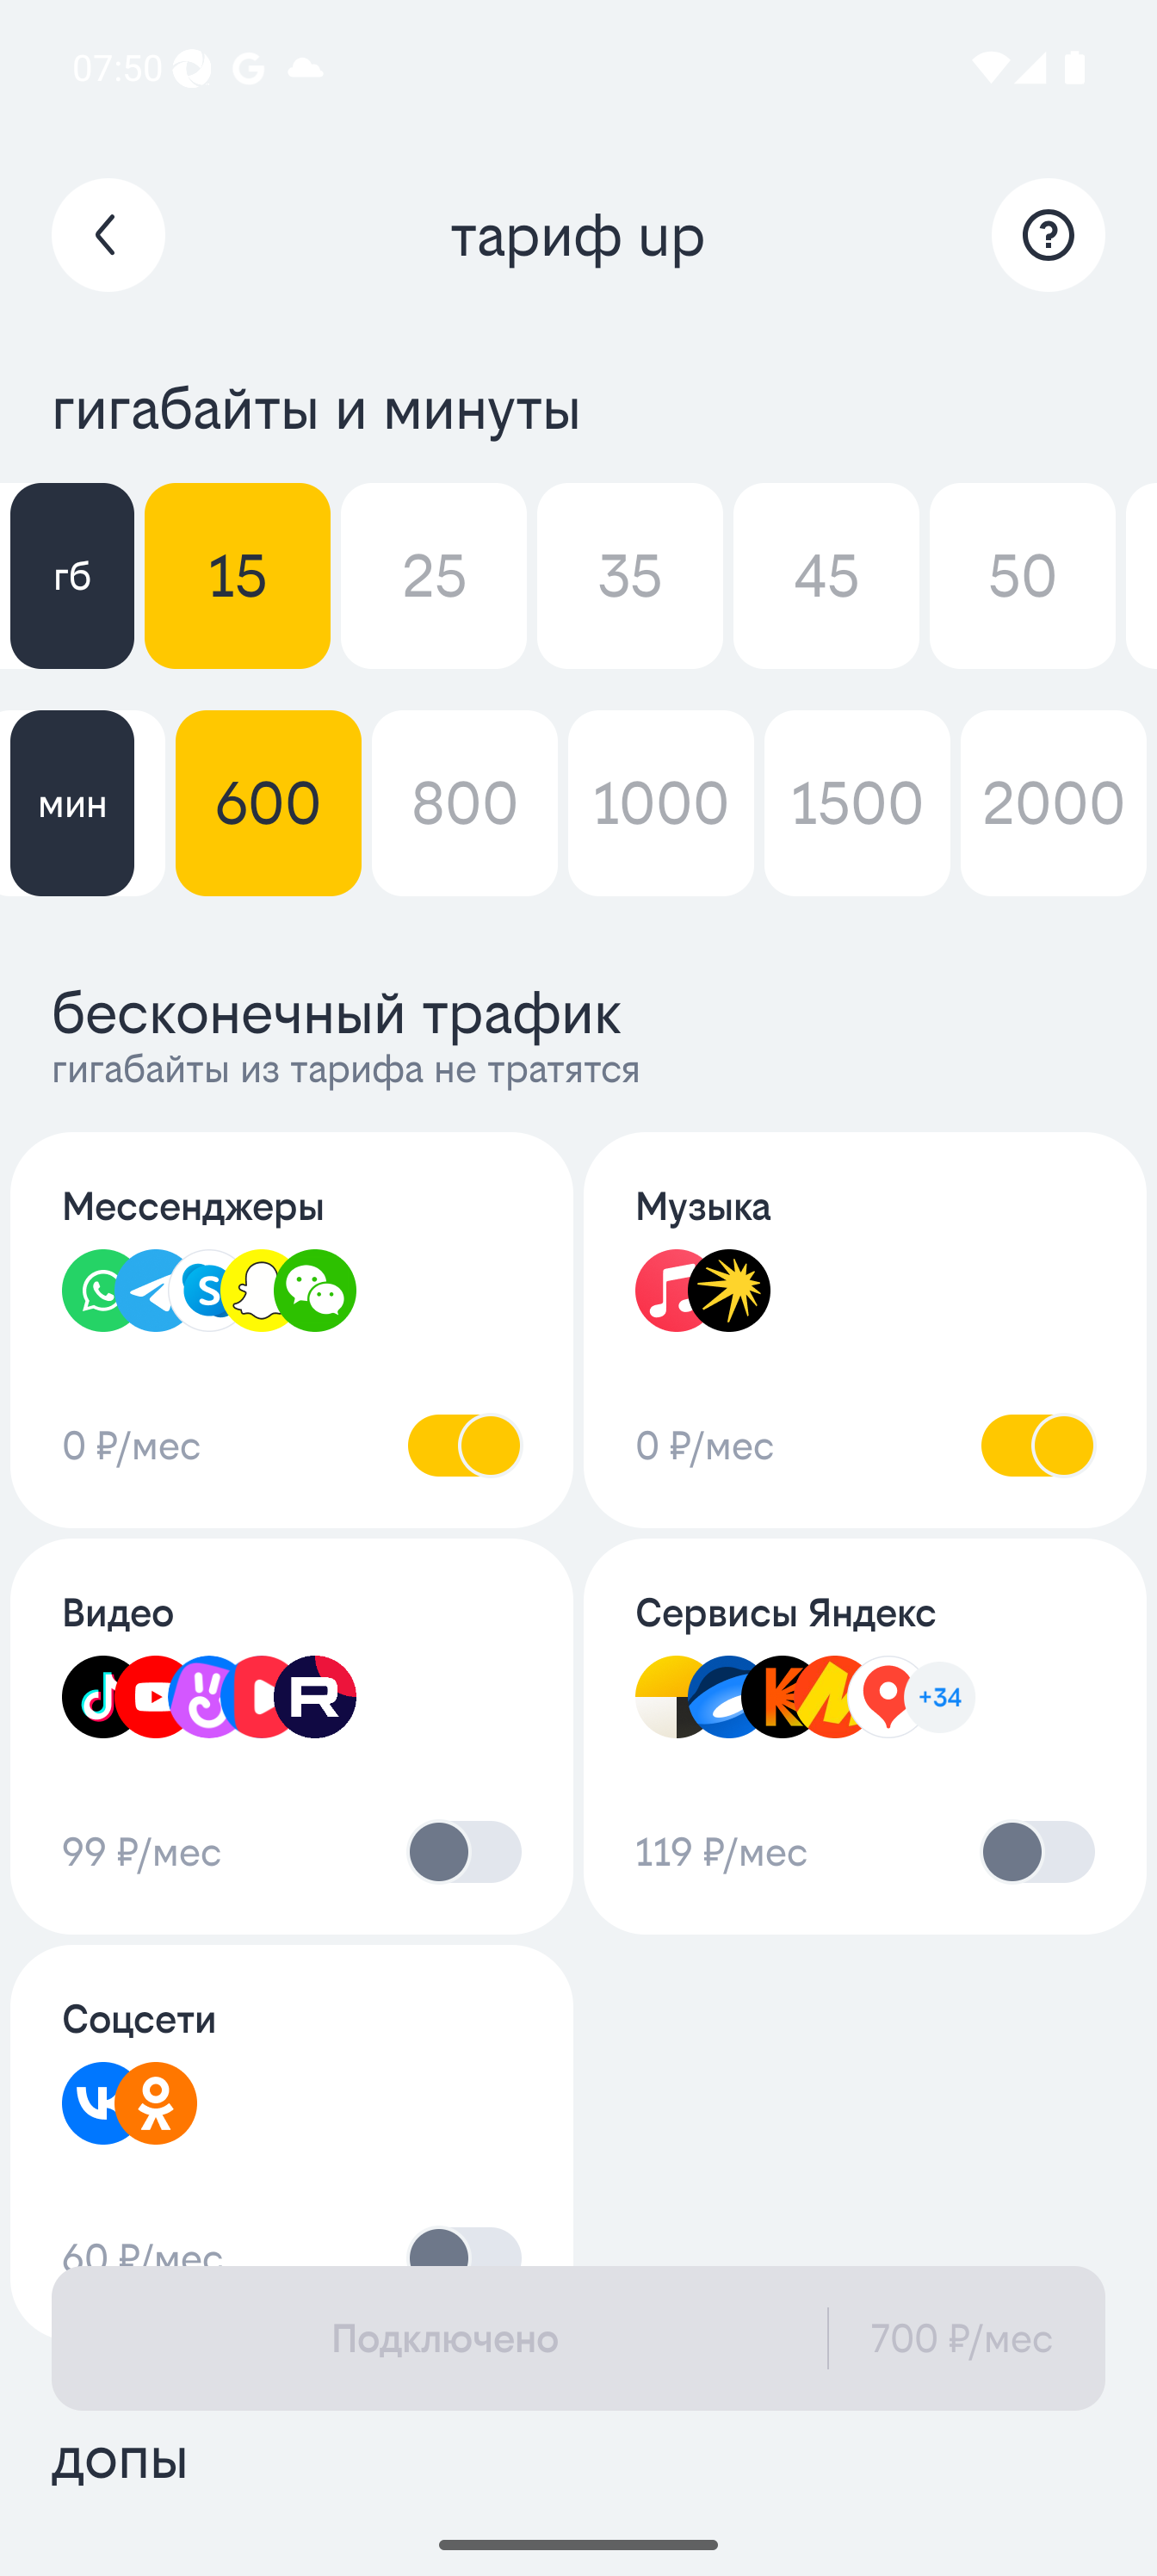 07:50
тариф up
гигабайты и минуты
гб 15 25 35 45 50
мин 600 800 1000 1500 2000
бесконечный трафик
гигабайты из тарифа не тратятся
Мессенджеры
0 ₽/мес
Музыка
0 ₽/мес
Видео
99 ₽/мес
Сервисы Яндекс
+34
119 ₽/мес
Соцсети
60 ₽/мес
Подключено 700 ₽/мес
допы